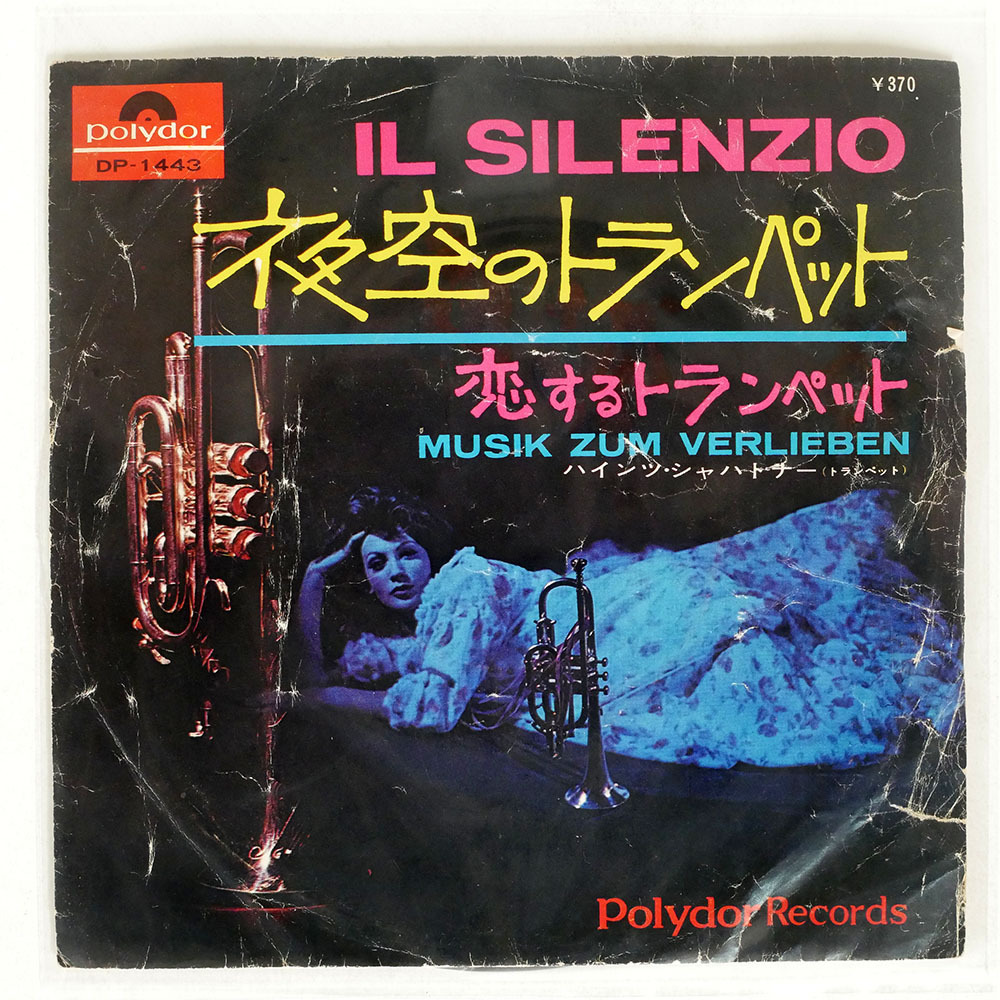 ¥370
polydor
DP-1443
IL SILENZIO
夜空のトランペット
恋するトランペット
MUSIK ZUM VERLIEBEN
ハインツ・シャハトナー(トランペット)
Polydor Records